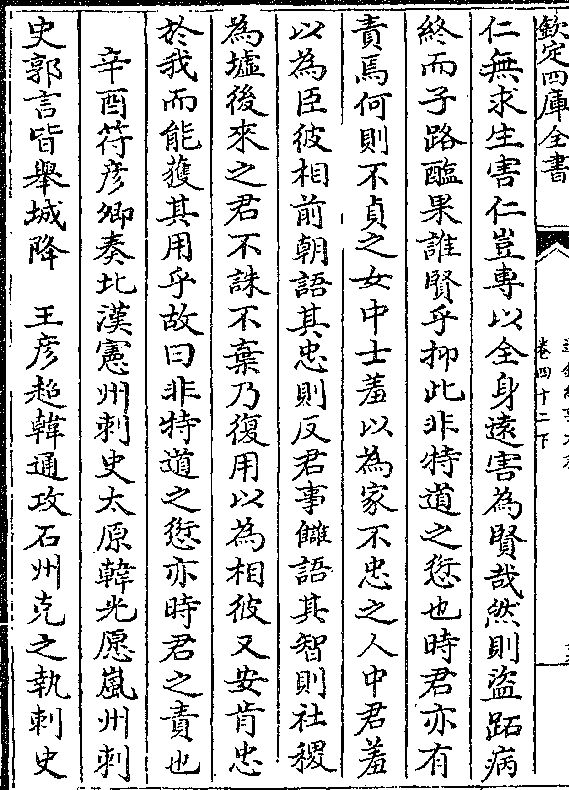 欽定四庫全書
卷四十二下
仁無求生害仁豈專以全身遠害為賢哉然則盜跖病
終而子路醢果誰賢乎抑此非特道之愆也時君亦有
責焉何則不貞之女中士羞以為家不忠之人中君羞
以為臣彼相前朝語其忠則反君事讎語其智則社稷
為墟後來之君不誅不棄乃復用以為相彼又安肯忠
於我而能獲其用乎故曰非特道之愆亦時君之責也
辛酉符彥卿奏北漢憲州刺史太原韓光愿嵐州刺
史郭言皆舉城降　王彥超韓通攻石州克之執刺史